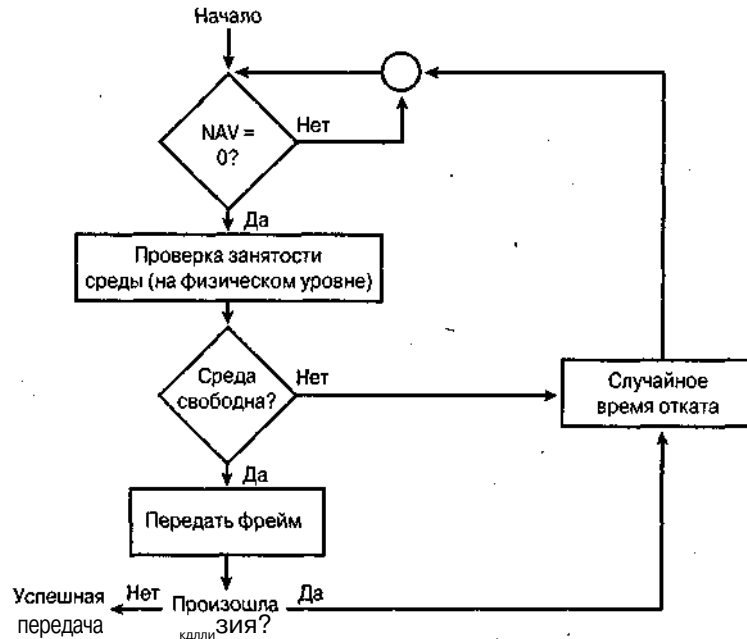 Начало
NAV =
0?
Нет
Да
Проверка занятости
среды (на физическом уровне)
Среда
свободна?
Нет
Случайное
время отката
Да
Передать фрейм
Успешная
передача
Нет
Произошла
колли зия?
Да